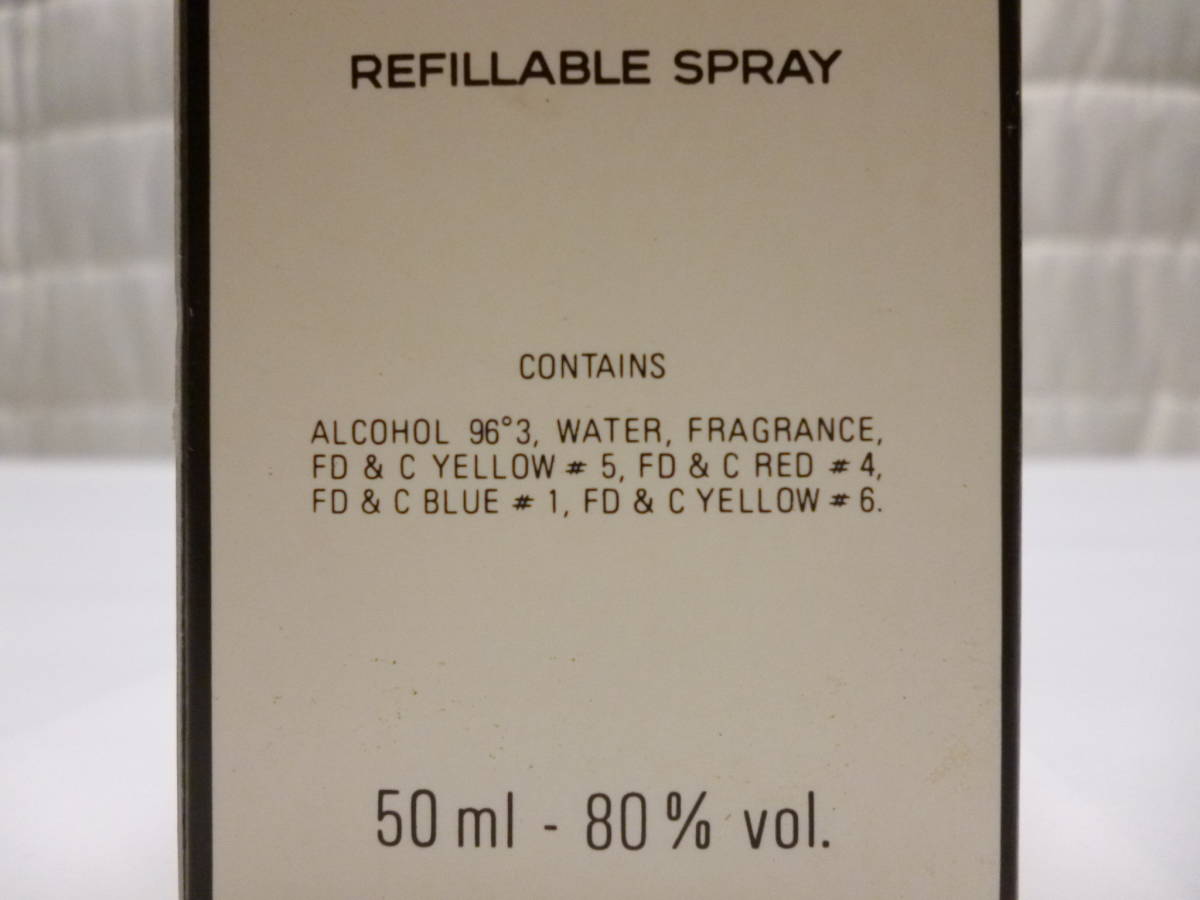 REFILLABLE SPRAY
CONTAINS
ALCOHOL 96°3, WATER, FRAGRANCE,
FD & C YELLOW # 5, FD & C RED # 4,
FD & C BLUE # 1, FD & C YELLOW # 6.
50 ml - 80 % vol.